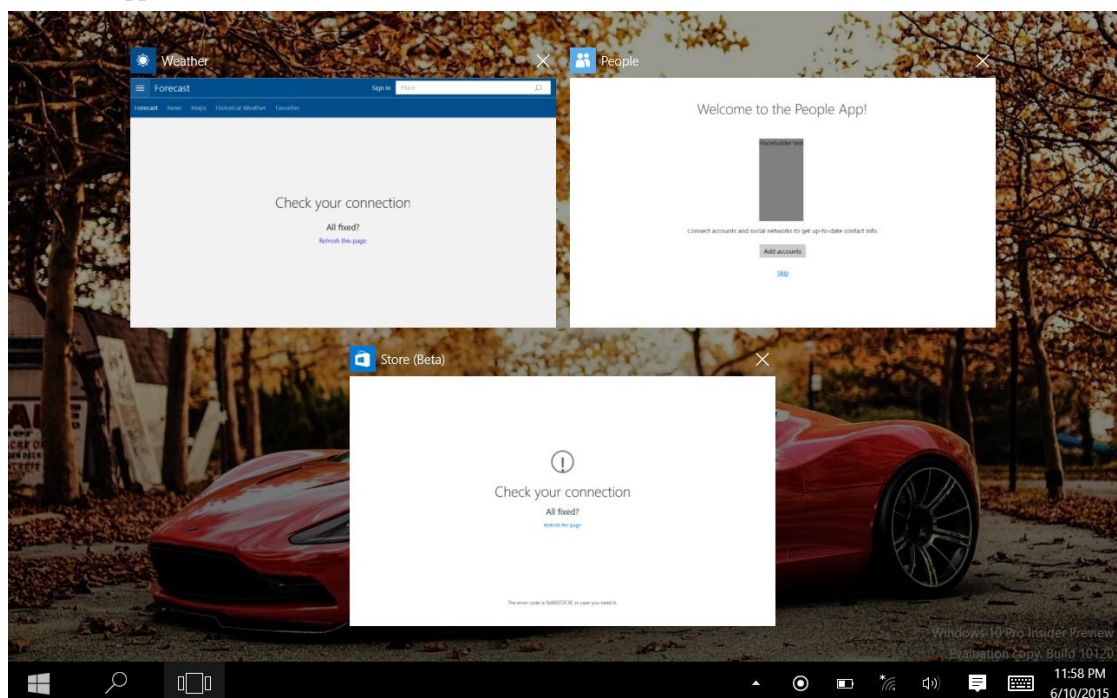 Weather
Forecast
Sign in
Place
Forecast News Maps Historical Weather Favorites
Check your connection
All fixed?
Refresh this page
People
Welcome to the People App!
Placeholder text
Connect accounts and social networks to get up-to-date contact info.
Add accounts
Skip
Store (Beta)
Check your connection
All fixed?
Refresh the page
Windows 10 Pro Insider Preview
Evaluation copy. Build 10120
11:58 PM
6/10/2015